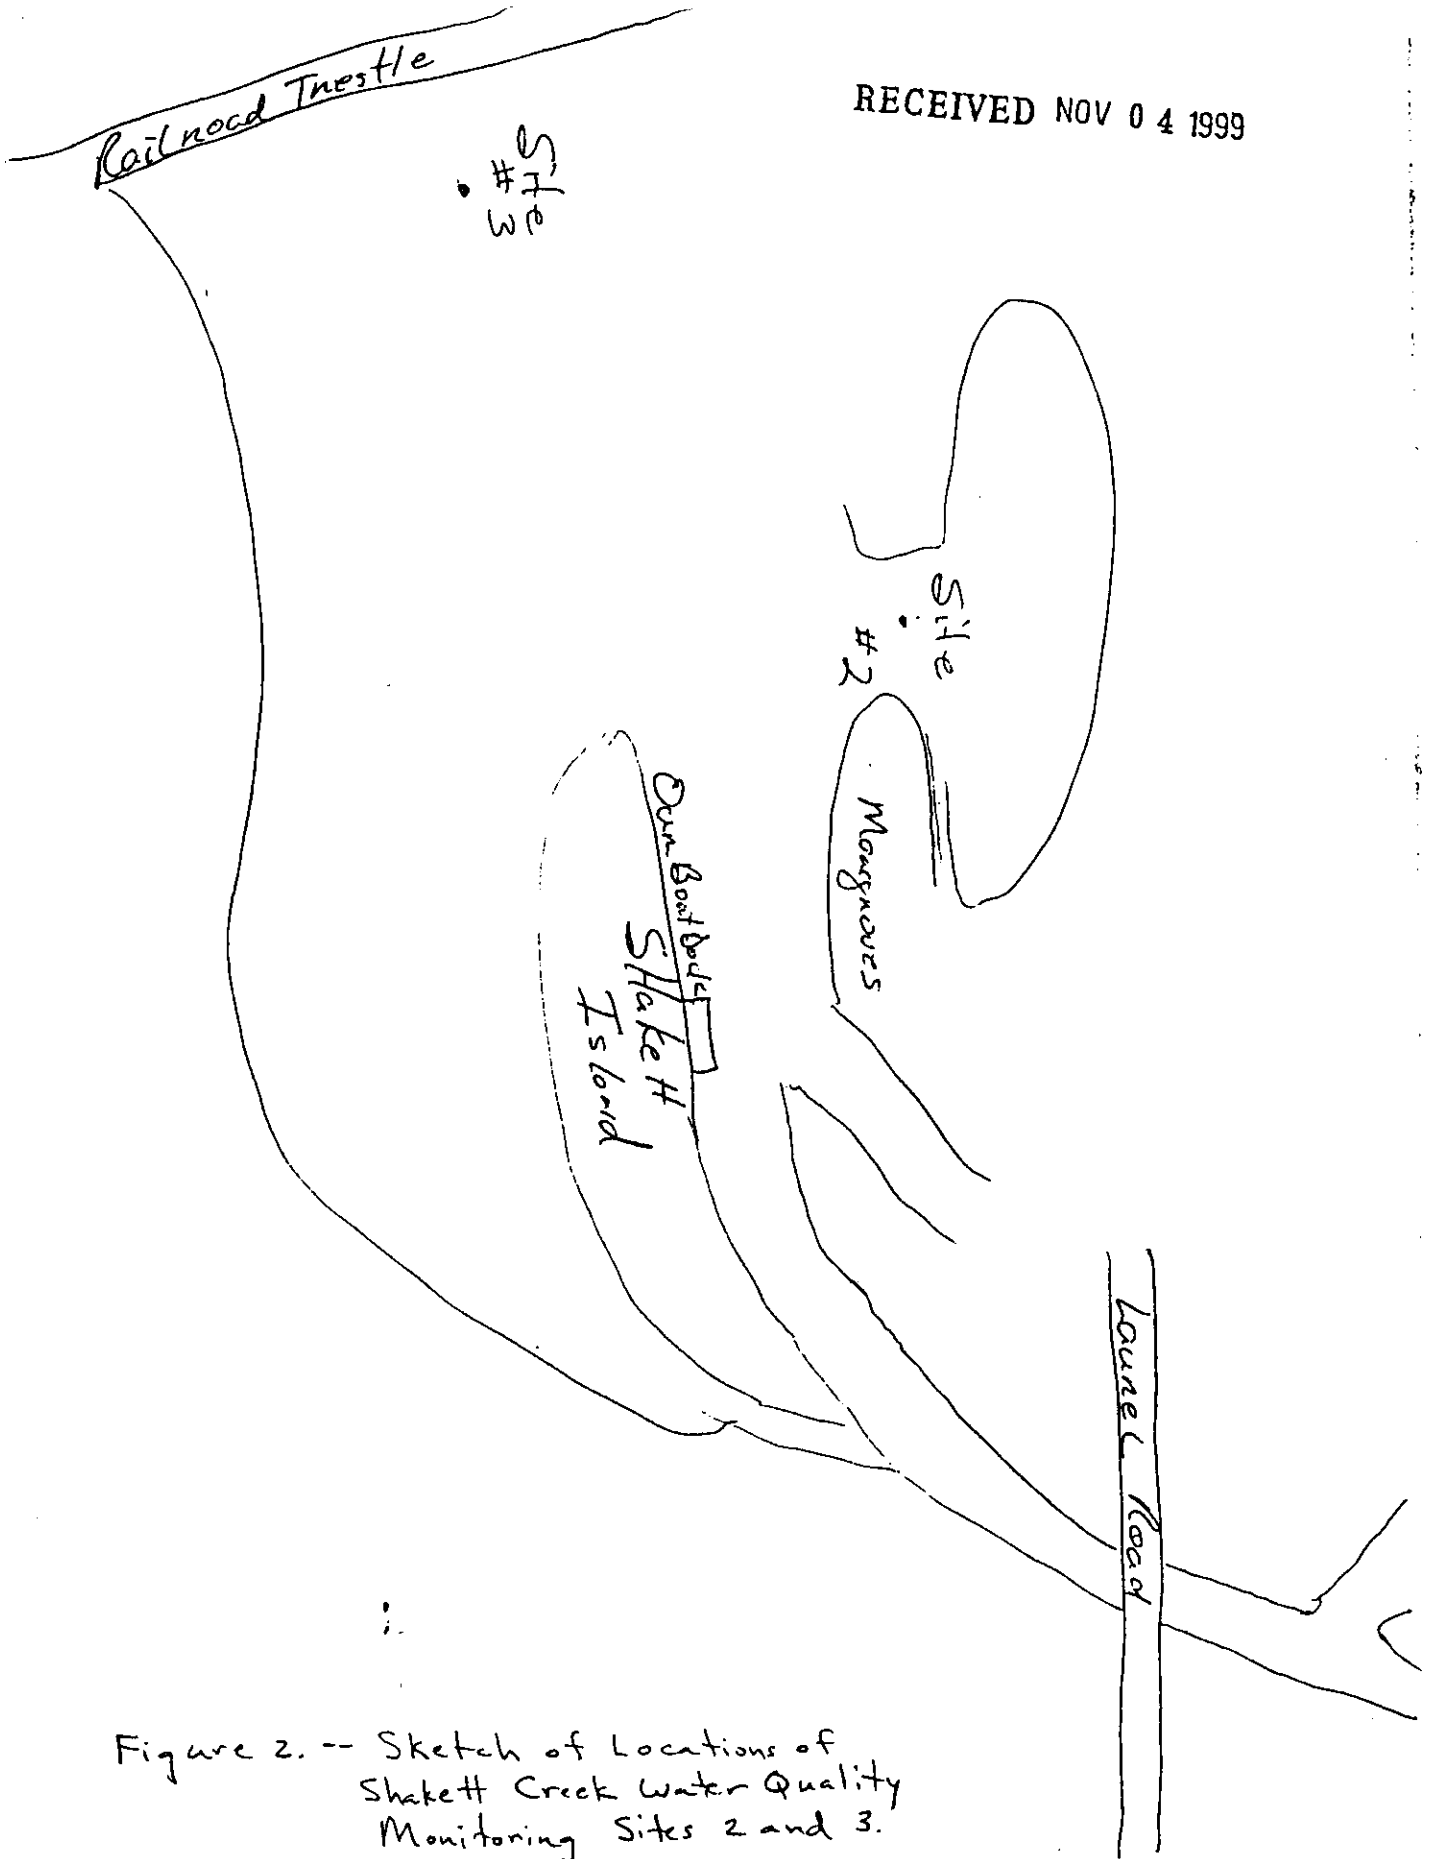 Railroad Trestle
RECEIVED NOV 04 1999
Site
#3
Site
#2
Mangroves
Our Boat Dock
Shakett
Island
Laurel Road
Figure 2. -- Sketch of Locations of
Shakett Creek Water Quality
Monitoring Sites 2 and 3.